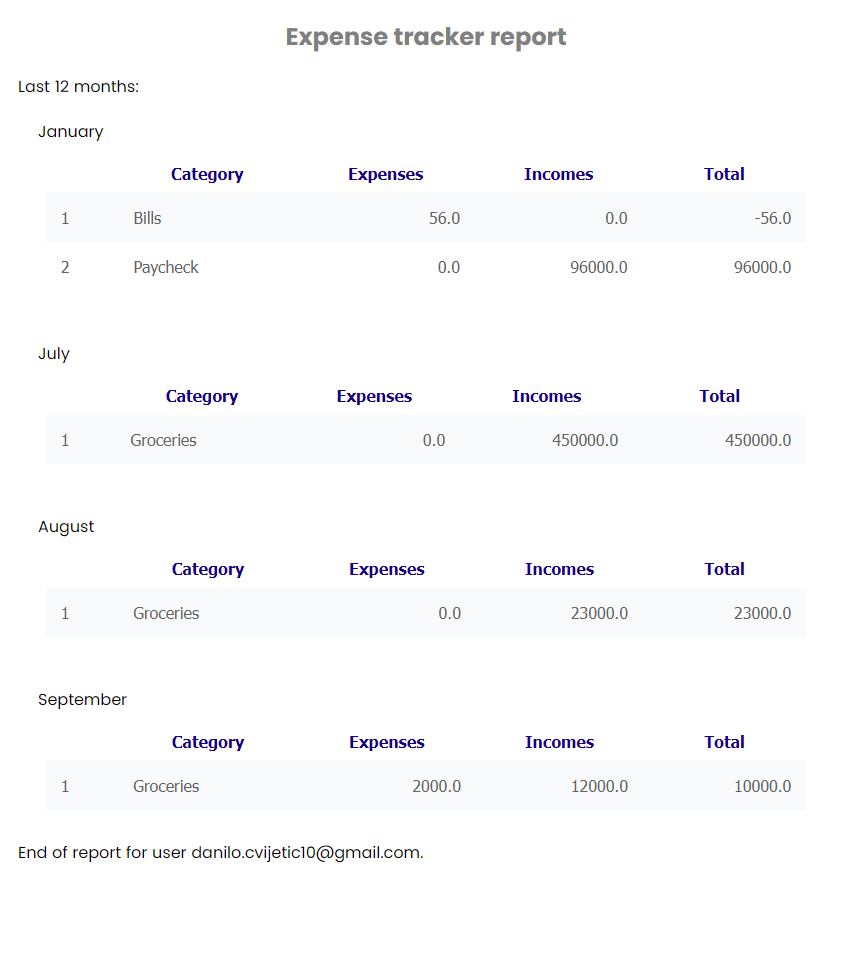 Expense tracker report
Last 12 months:
January
Category Expenses Incomes Total
1 Bills 56.0 0.0 -56.0
2 Paycheck 0.0 96000.0 96000.0
July
Category Expenses Incomes Total
1 Groceries 0.0 450000.0 450000.0
August
Category Expenses Incomes Total
1 Groceries 0.0 23000.0 23000.0
September
Category Expenses Incomes Total
1 Groceries 2000.0 12000.0 10000.0
End of report for user danilo.cvijetic10@gmail.com.